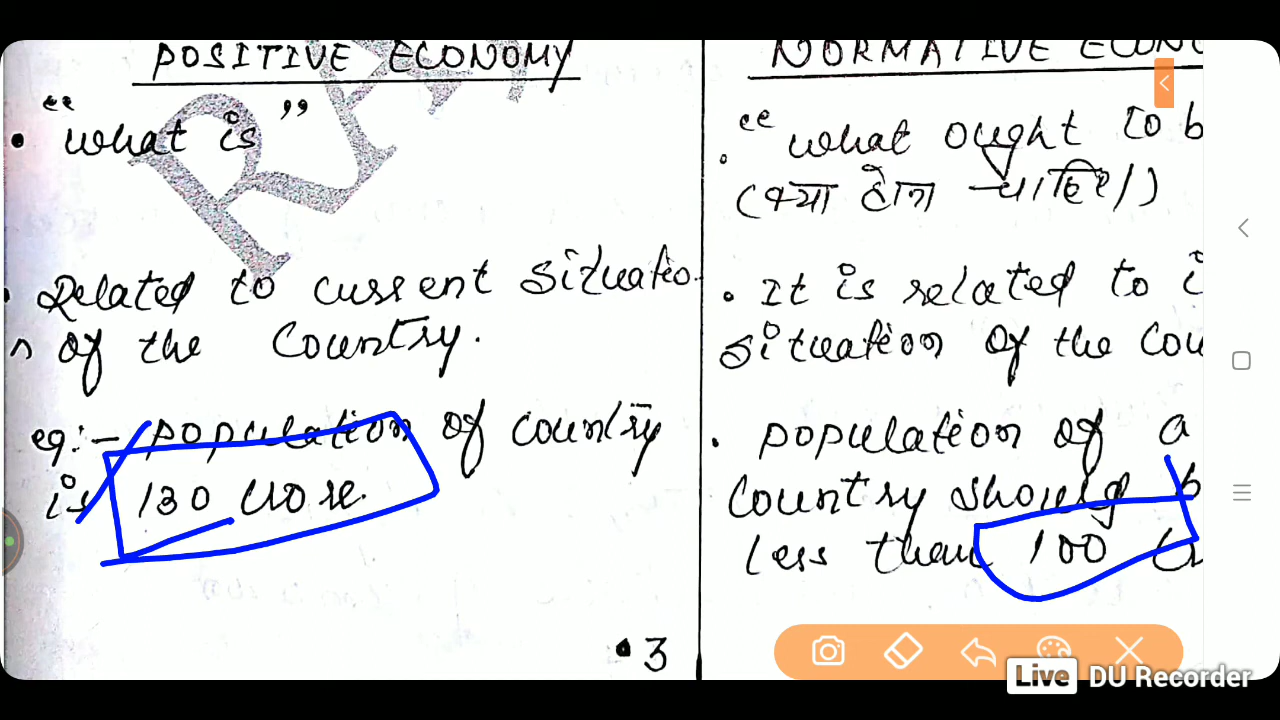 POSITIVE ECONOMY
• "what is"
• Related to current Situatio
n of the Country.
eg:- population of country
is 130 crore.
• 3
NORMATIVE ECON
• "what ought to b
(क्या होना चाहिए।)
• It is related to i
situation of the cou
• population of a
country should b
less than 100 cr
Live DU Recorder